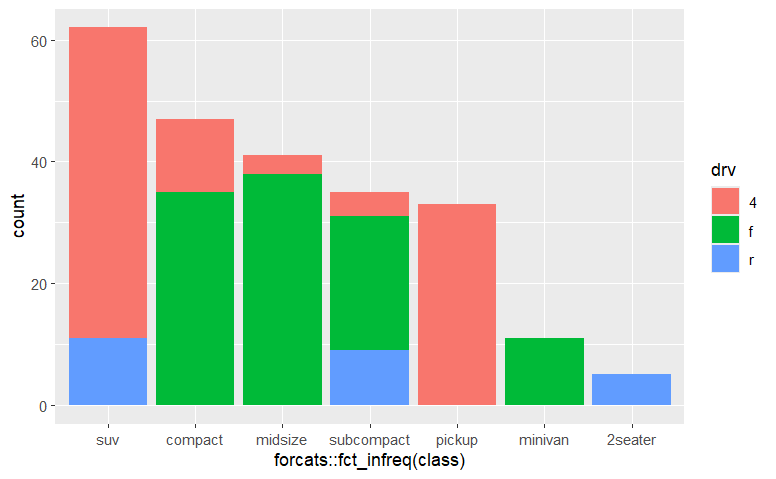 60
40
20
0
count
suv compact midsize subcompact pickup minivan 2seater
forcats::fct_infreq(class)
drv
4
f
r